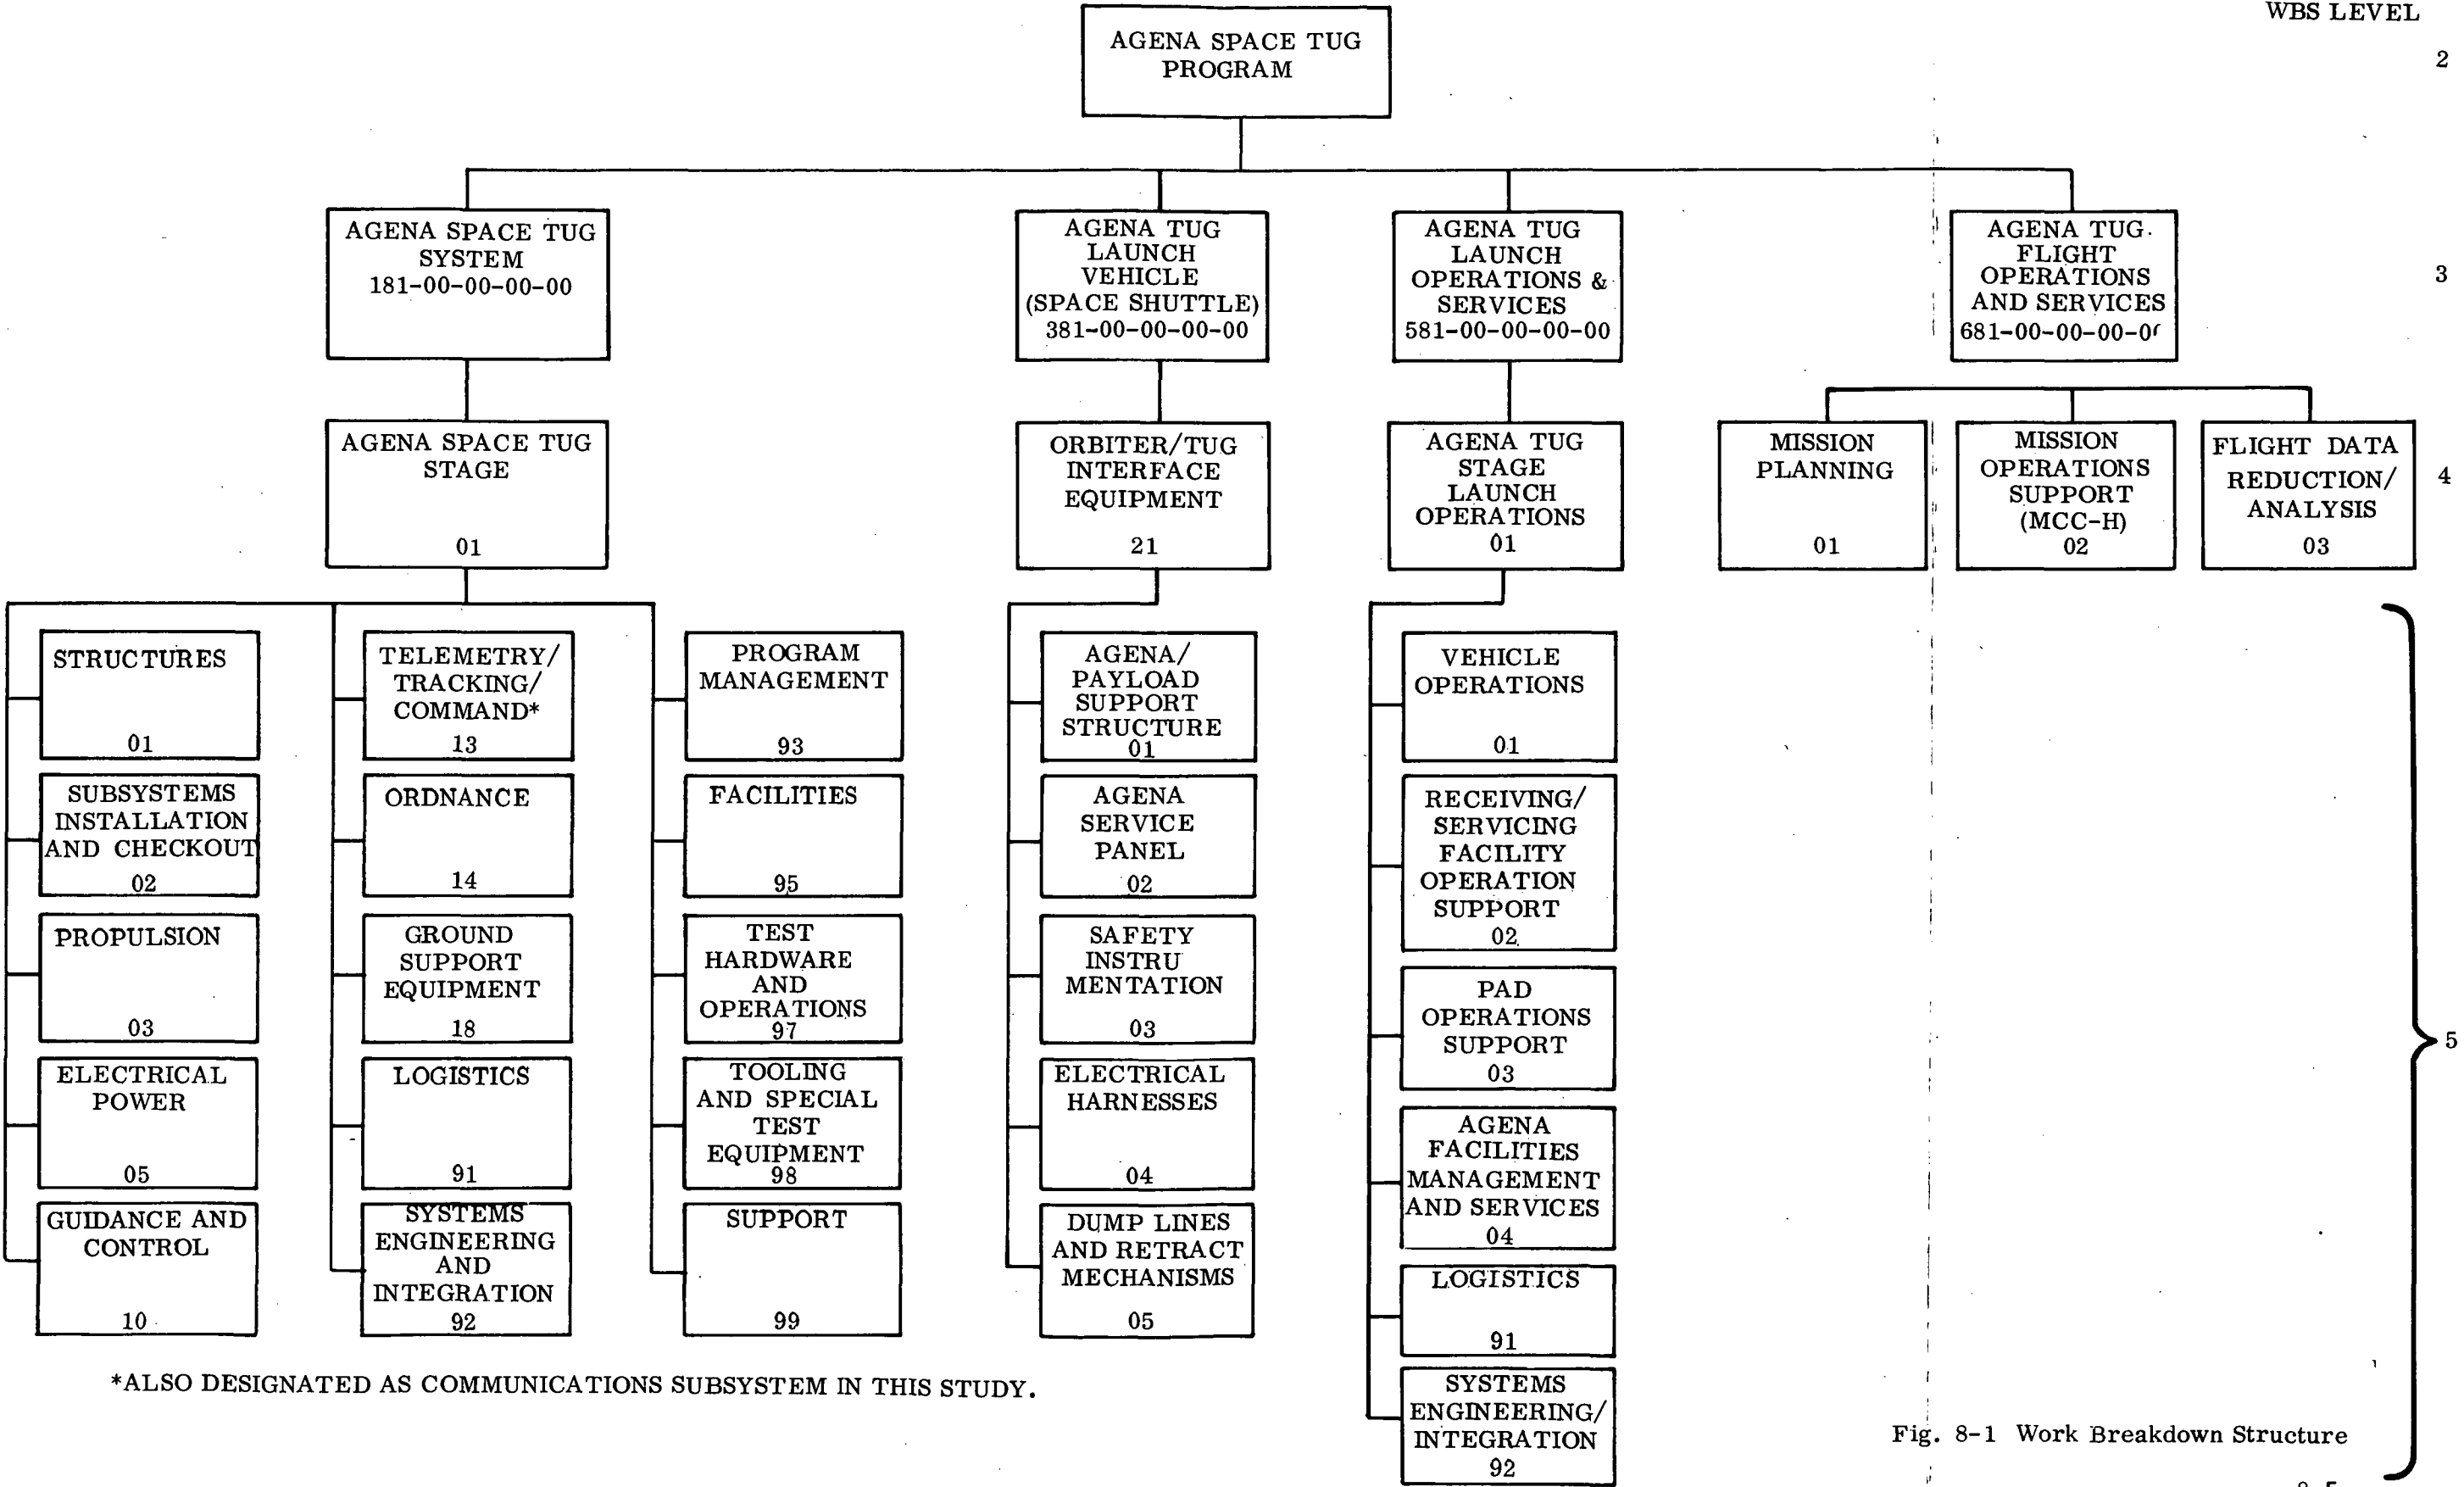 WBS LEVEL
AGENA SPACE TUG
PROGRAM
2
AGENA SPACE TUG
SYSTEM
181-00-00-00-00
AGENA TUG
LAUNCH
VEHICLE
(SPACE SHUTTLE)
381-00-00-00-00
AGENA TUG
LAUNCH
OPERATIONS &
SERVICES
581-00-00-00-00
AGENA TUG
FLIGHT
OPERATIONS
AND SERVICES
681-00-00-00-0
3
AGENA SPACE TUG
STAGE
01
ORBITER/TUG
INTERFACE
EQUIPMENT
21
AGENA TUG
STAGE
LAUNCH
OPERATIONS
01
MISSION
PLANNING
01
MISSION
OPERATIONS
SUPPORT
(MCC-H)
02
FLIGHT DATA
REDUCTION/
ANALYSIS
03
4
STRUCTURES
01
SUBSYSTEMS
INSTALLATION
AND CHECKOUT
02
PROPULSION
03
ELECTRICAL
POWER
05
GUIDANCE AND
CONTROL
10
TELEMETRY/
TRACKING/
COMMAND*
13
ORDNANCE
14
GROUND
SUPPORT
EQUIPMENT
18
LOGISTICS
91
SYSTEMS
ENGINEERING
AND
INTEGRATION
92
PROGRAM
MANAGEMENT
93
FACILITIES
95
TEST
HARDWARE
AND
OPERATIONS
97
TOOLING
AND SPECIAL
TEST
EQUIPMENT
98
SUPPORT
99
AGENA/
PAYLOAD
SUPPORT
STRUCTURE
01
AGENA
SERVICE
PANEL
02
SAFETY
INSTRU
MENTATION
03
ELECTRICAL
HARNESSES
04
DUMP LINES
AND RETRACT
MECHANISMS
05
VEHICLE
OPERATIONS
01
RECEIVING/
SERVICING
FACILITY
OPERATION
SUPPORT
02
PAD
OPERATIONS
SUPPORT
03
AGENA
FACILITIES
MANAGEMENT
AND SERVICES
04
LOGISTICS
91
SYSTEMS
ENGINEERING/
INTEGRATION
92
5
*ALSO DESIGNATED AS COMMUNICATIONS SUBSYSTEM IN THIS STUDY.
Fig. 8-1 Work Breakdown Structure